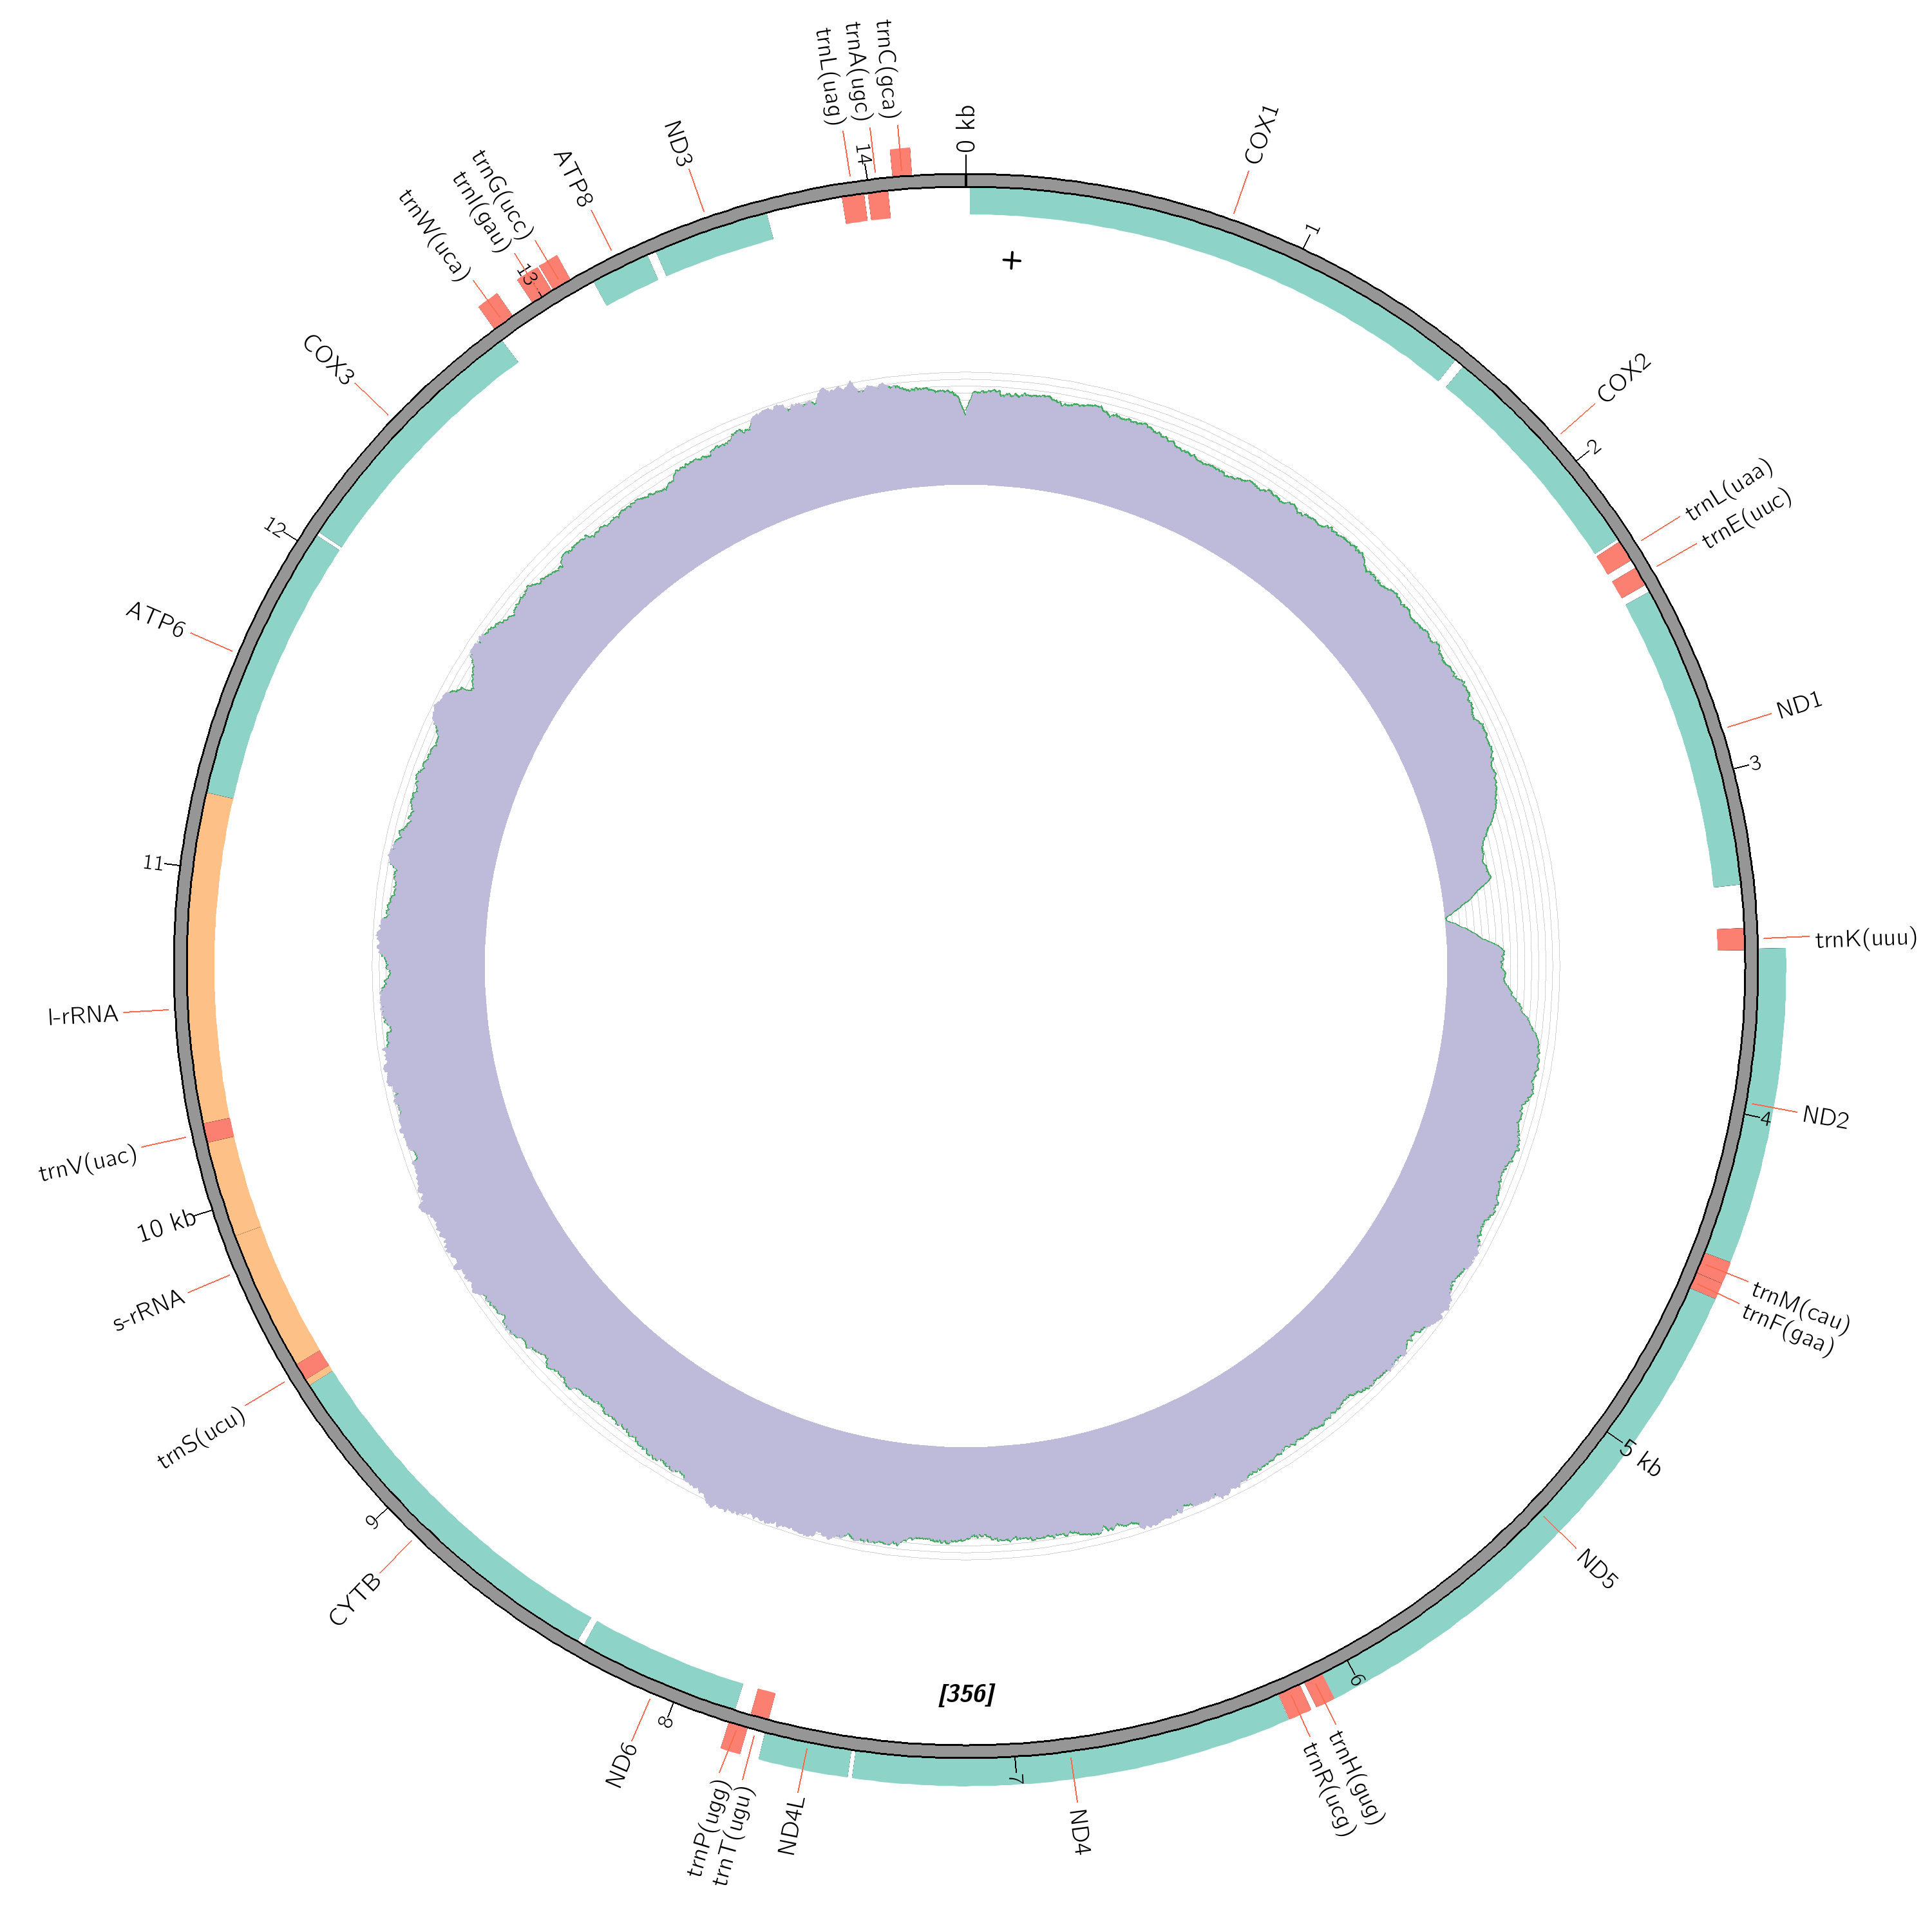 0 kb
COX1
1
COX2
2
trnL(uaa)
trnE(uuc)
ND1
3
trnK(uuu)
ND2
4
trnM(cau)
trnF(gaa)
5 kb
ND5
6
trnH(gug)
trnR(ucg)
ND4
7
ND4L
trnT(ugu)
trnP(ugg)
8
ND6
CYTB
9
trnS(ucu)
s-rRNA
10 kb
trnV(uac)
l-rRNA
11
ATP6
12
COX3
trnW(uca)
13
trnI(gau)
trnG(ucc)
ATP8
ND3
trnL(uag)
14
trnA(ugc)
trnC(gca)
+
[356]